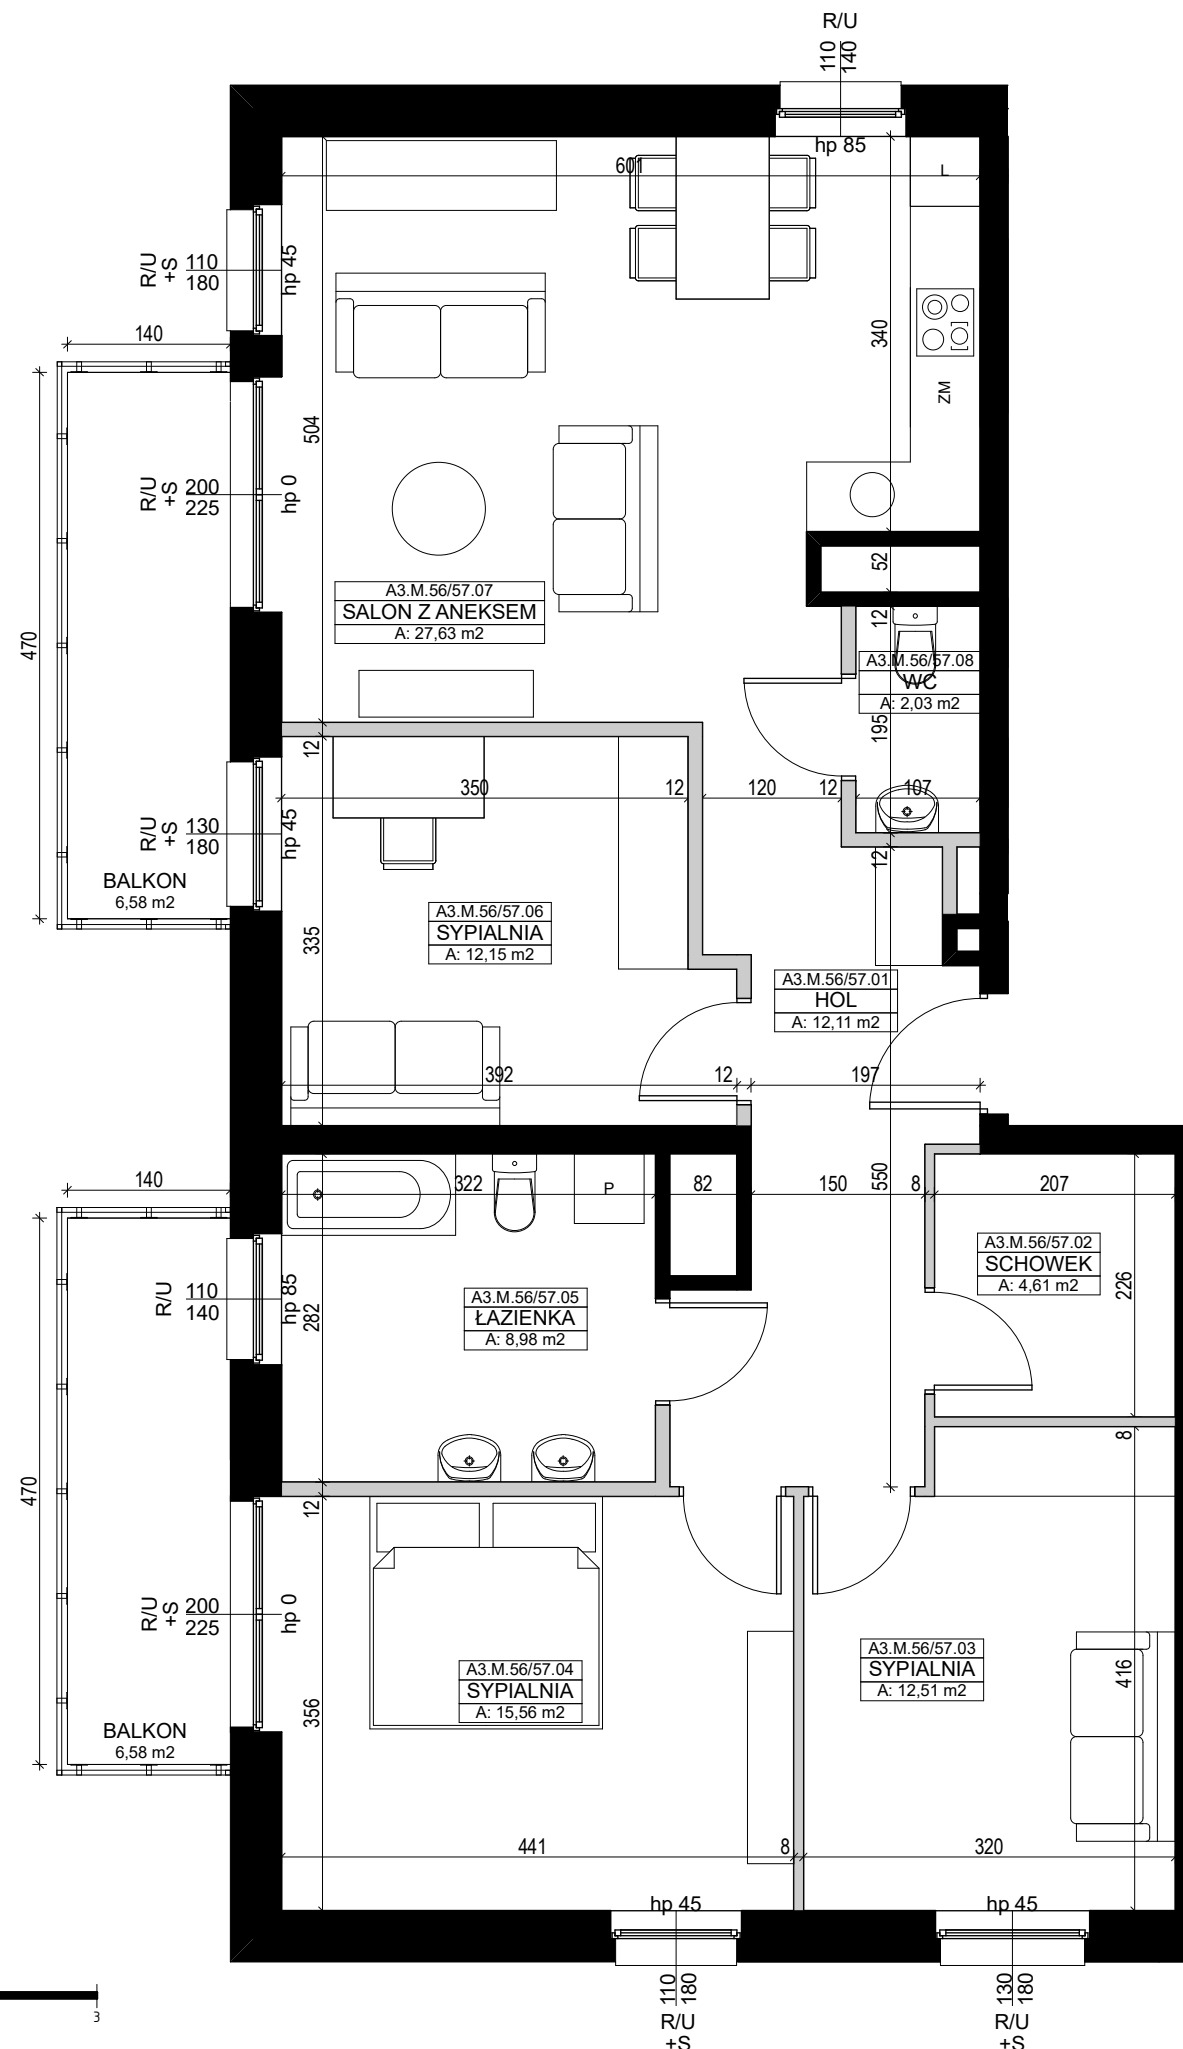 R/U
110
140
hp 85
601
L
R/U
+S
110
180
hp 45
140
340
ZM
504
R/U
+S
200
225
hp 0
52
A3.M.56/57.07
SALON Z ANEKSEM
A: 27,63 m2
12
470
A3.M.56/57.08
WC
A: 2,03 m2
195
12
350
12
120
12
107
R/U
+S
130
180
hp 45
12
BALKON
6,58 m2
A3.M.56/57.06
SYPIALNIA
A: 12,15 m2
335
A3.M.56/57.01
HOL
A: 12,11 m2
392
12
197
140
322
P
82
150
550
8
207
A3.M.56/57.02
SCHOWEK
A: 4,61 m2
226
R/U
110
140
hp 85
282
A3.M.56/57.05
ŁAZIENKA
A: 8,98 m2
8
470
12
R/U
+S
200
225
hp 0
A3.M.56/57.04
SYPIALNIA
A: 15,56 m2
A3.M.56/57.03
SYPIALNIA
A: 12,51 m2
416
356
BALKON
6,58 m2
441
8
320
hp 45
hp 45
110
180
R/U
+S
130
180
R/U
+S
3